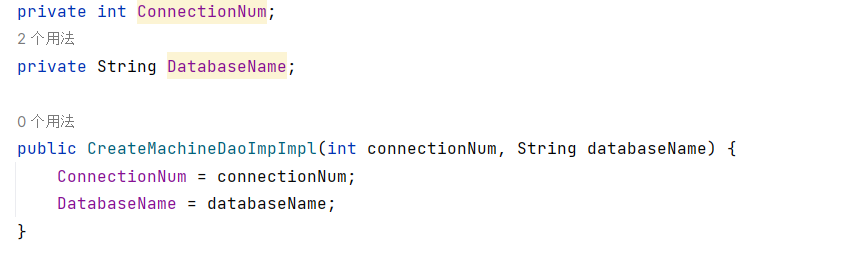 private int ConnectionNum;
2 个用法
private String DatabaseName;
0 个用法
public CreateMachineDaoImpImpl(int connectionNum, String databaseName) {
ConnectionNum = connectionNum;
DatabaseName = databaseName;
}